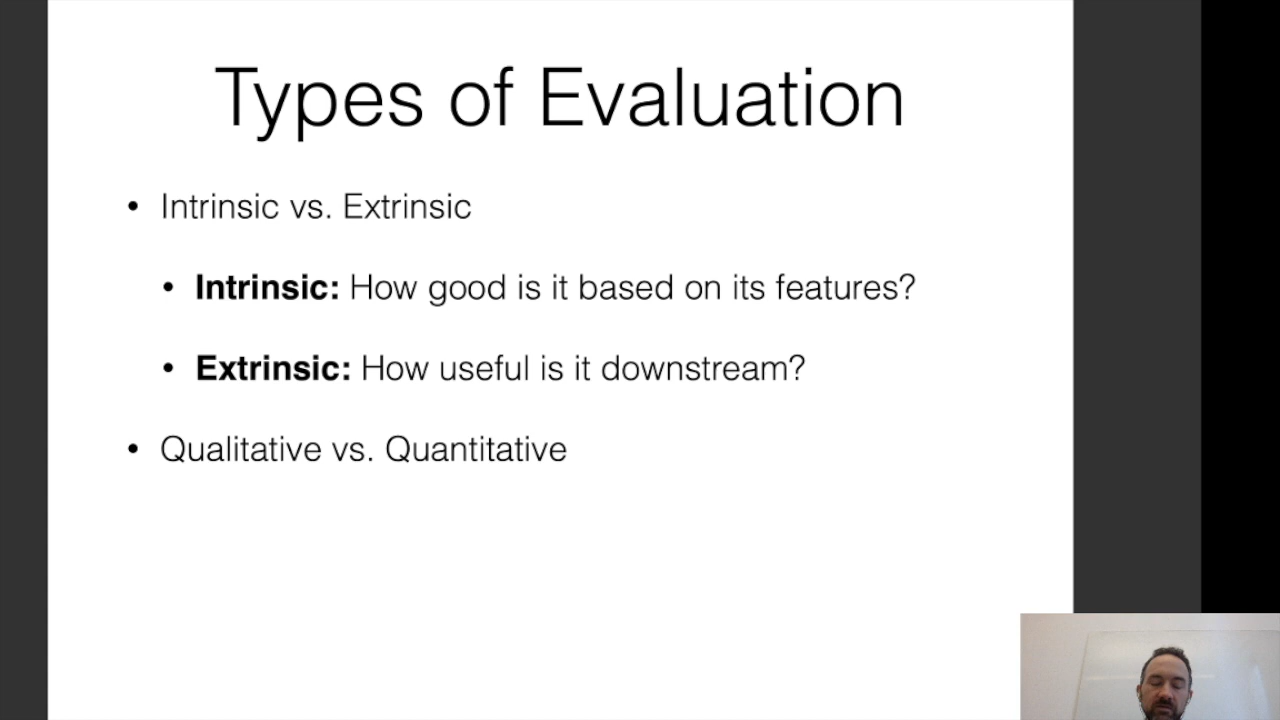 Types of Evaluation
• Intrinsic vs. Extrinsic
• Intrinsic: How good is it based on its features?
• Extrinsic: How useful is it downstream?
• Qualitative vs. Quantitative